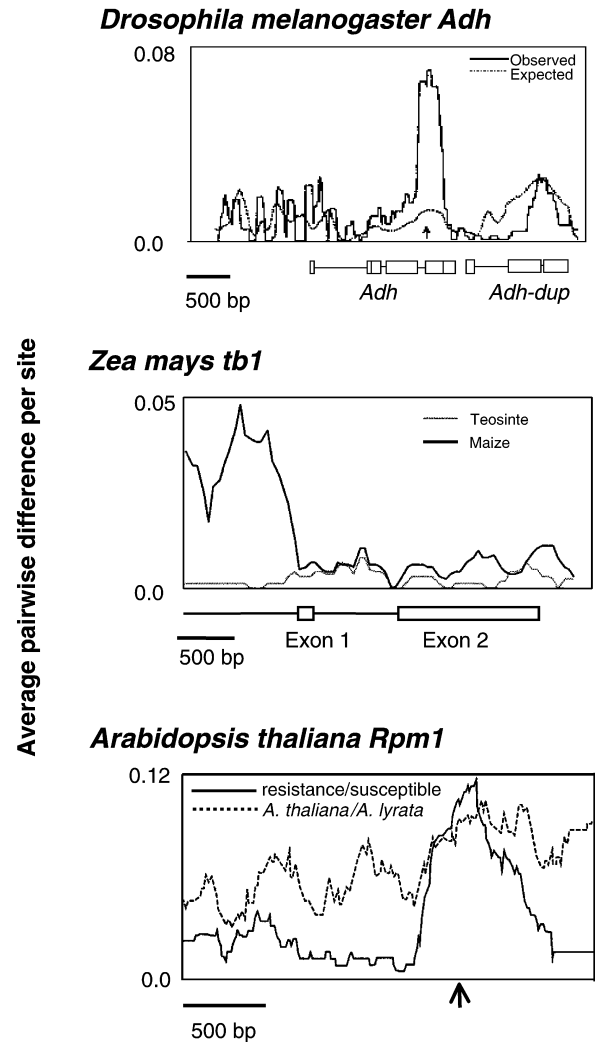 Drosophila melanogaster Adh
0.08
Observed
Expected
0.0
500 bp
Adh
Adh-dup
Average pairwise difference per site
Zea mays tb1
0.05
Teosinte
Maize
0.0
Exon 1
Exon 2
500 bp
Arabidopsis thaliana Rpm1
0.12
resistance/susceptible
A. thaliana/A. lyrata
0.0
500 bp